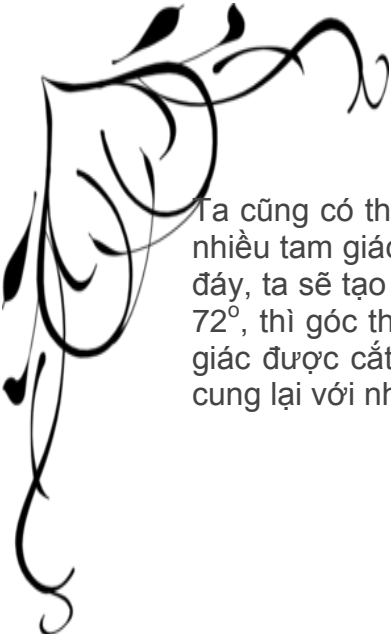 Ta cũng có th
nhiều tam giác
đáy, ta sẽ tạo
72º, thì góc th
giác được cắt
cung lại với nh